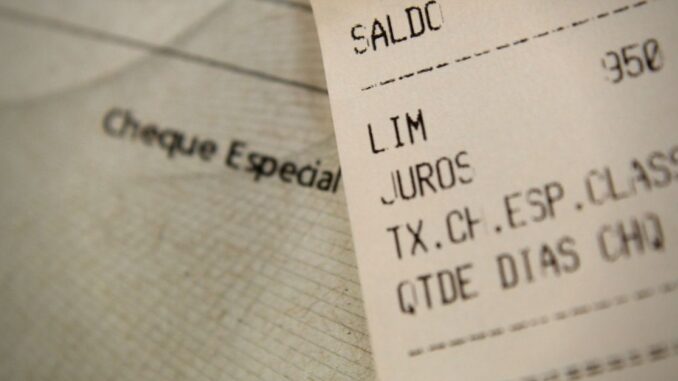 Cheque Especial
SALDO
950
LIM
JUROS
TX.CH.ESP.CLASS
QTDE DIAS CHQ